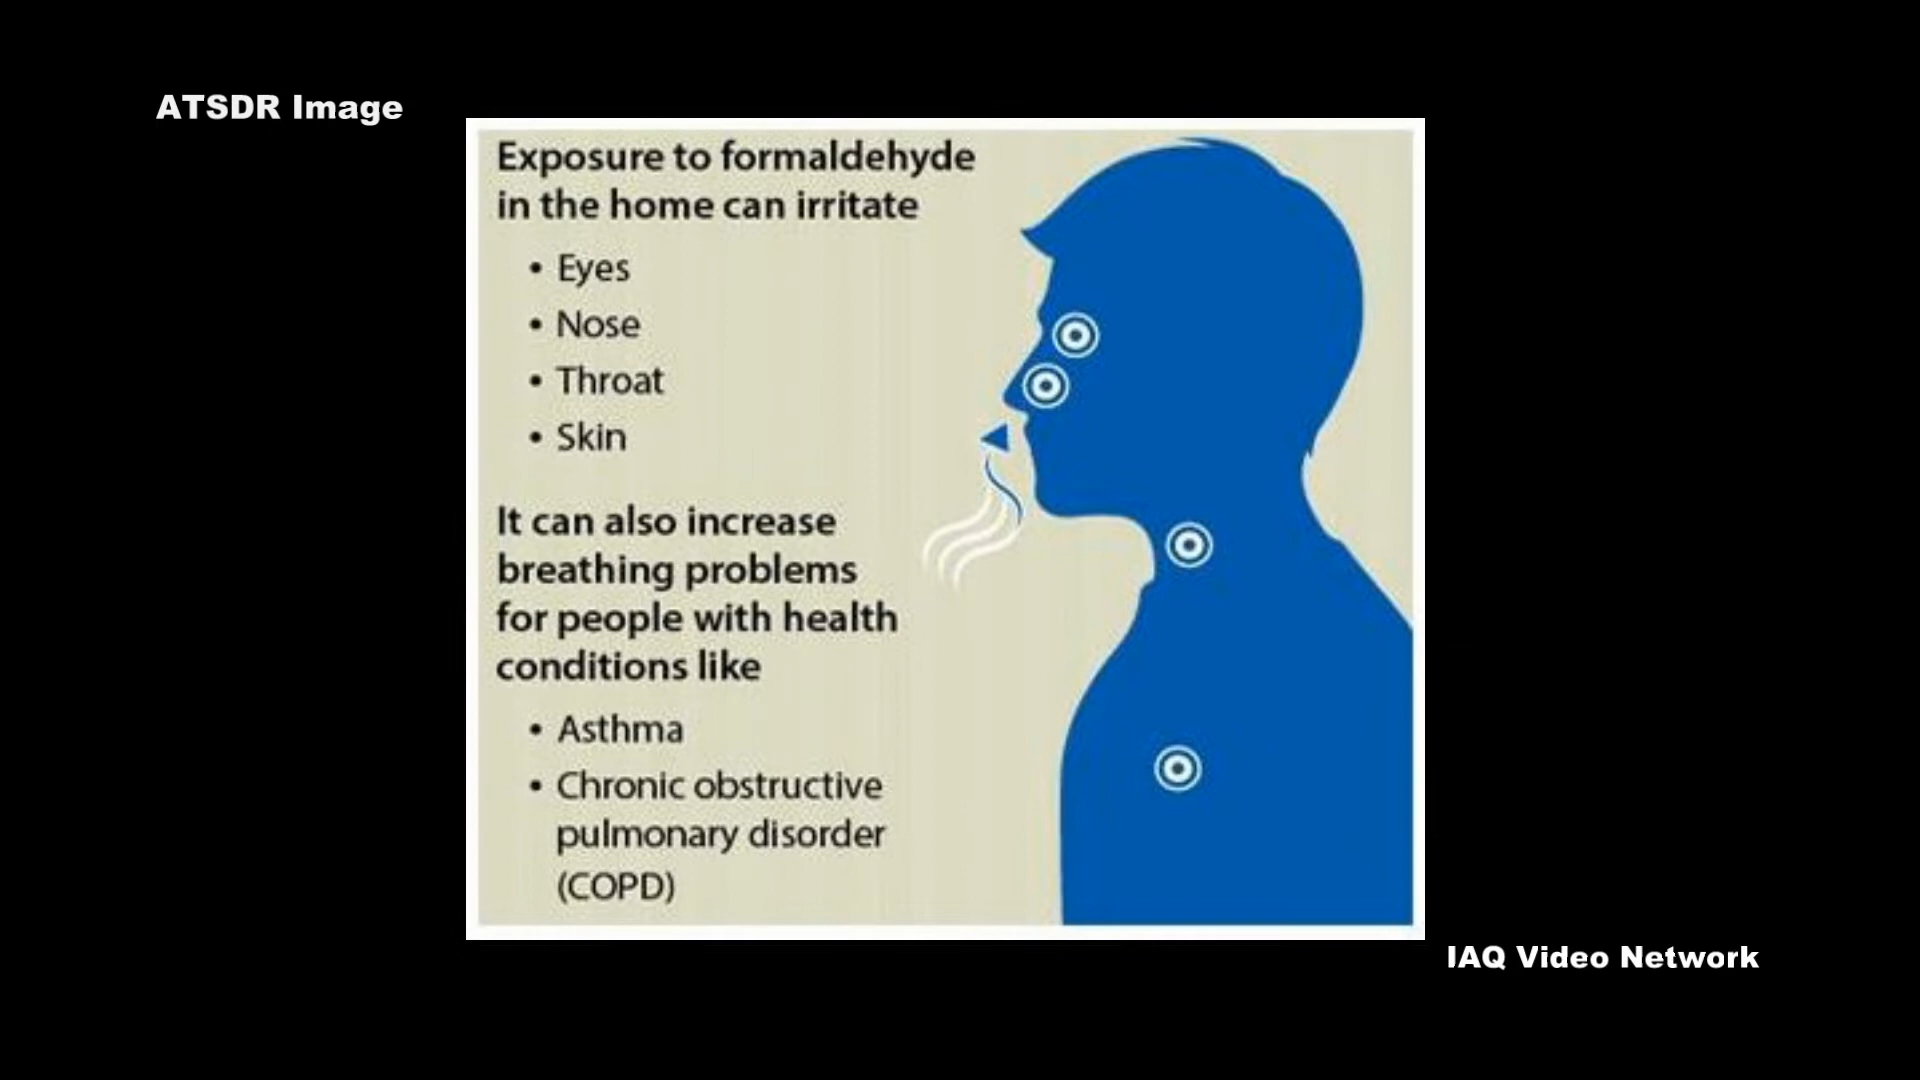 ATSDR Image
Exposure to formaldehyde
in the home can irritate
• Eyes
• Nose
• Throat
• Skin
It can also increase
breathing problems
for people with health
conditions like
• Asthma
• Chronic obstructive
pulmonary disorder
(COPD)
IAQ Video Network